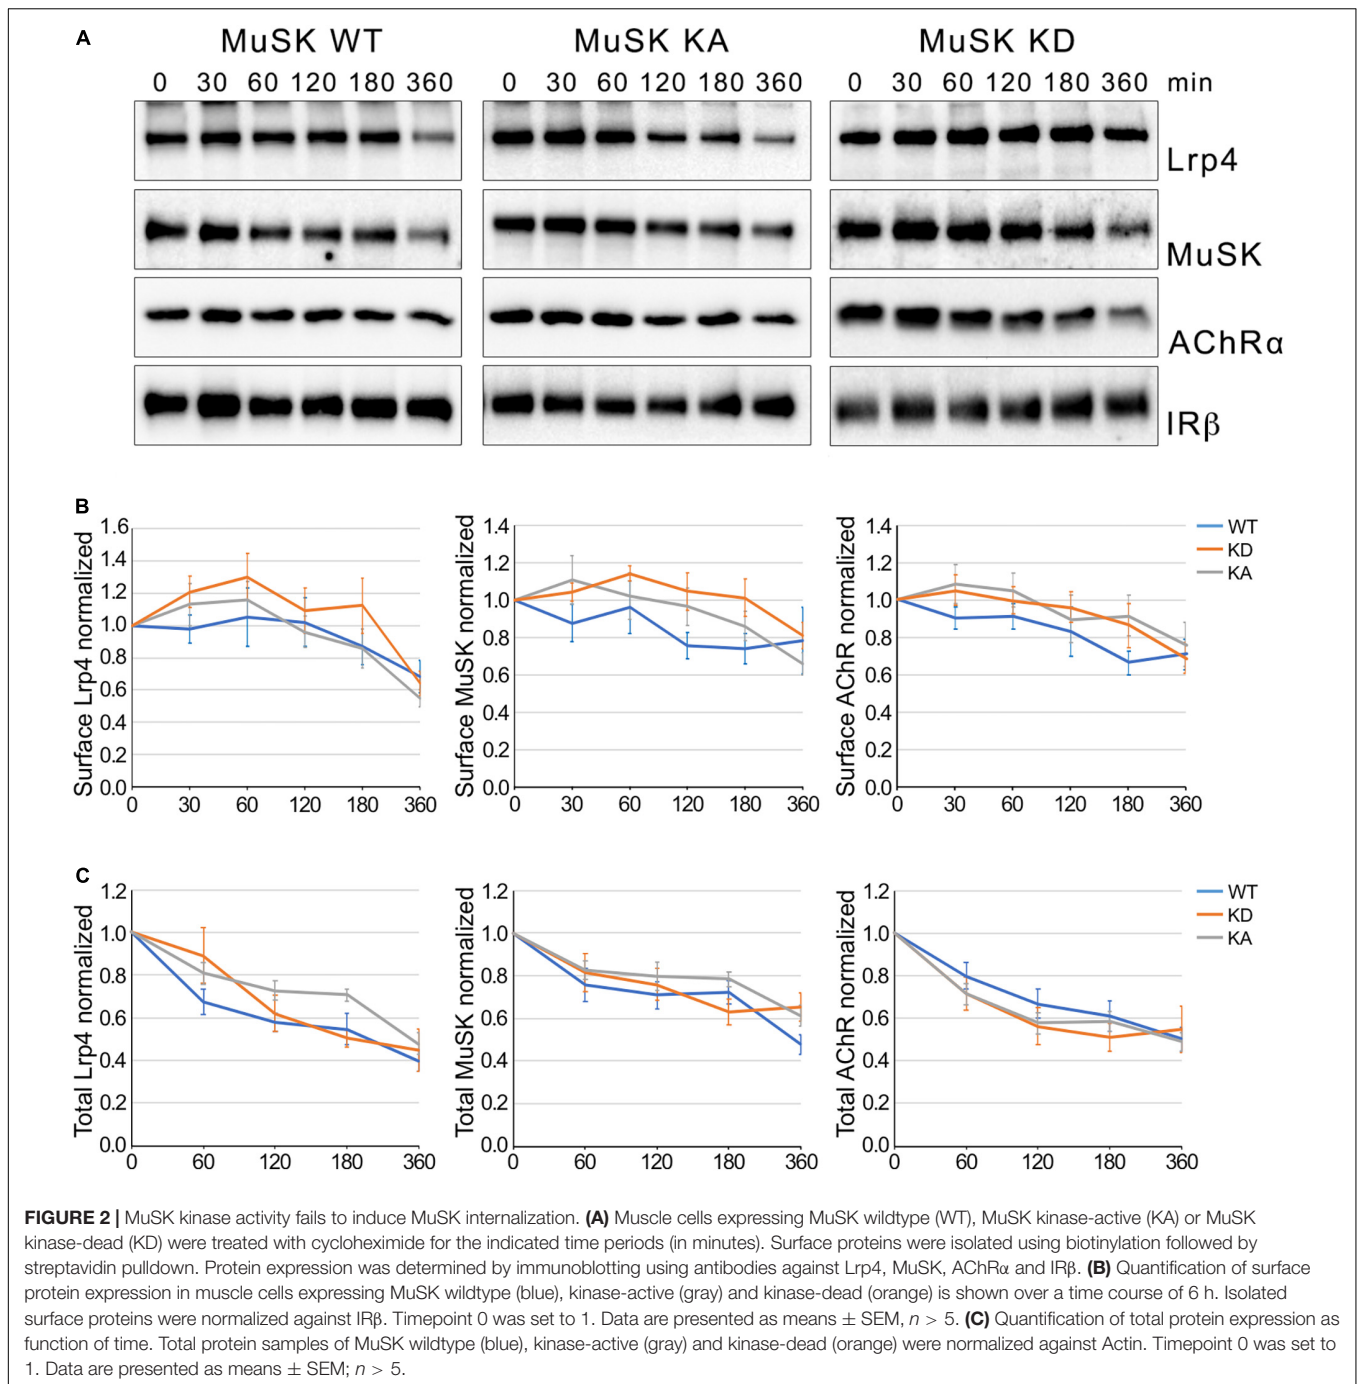 A
MuSK WT MuSK KA MuSK KD
0 30 60 120 180 360 0 30 60 120 180 360 0 30 60 120 180 360 min
Lrp4
MuSK
AChRα
IRβ
B
Surface Lrp4 normalized
1.6
1.4
1.2
1.0
0.8
0.6
0.4
0.2
0.0
0 30 60 120 180 360
Surface MuSK normalized
1.4
1.2
1.0
0.8
0.6
0.4
0.2
0.0
0 30 60 120 180 360
Surface AChR normalized
1.4
1.2
1.0
0.8
0.6
0.4
0.2
0.0
0 30 60 120 180 360
WT
KD
KA
C
Total Lrp4 normalized
1.2
1.0
0.8
0.6
0.4
0.2
0.0
0 60 120 180 360
Total MuSK normalized
1.2
1.0
0.8
0.6
0.4
0.2
0.0
0 60 120 180 360
Total AChR normalized
1.2
1.0
0.8
0.6
0.4
0.2
0.0
0 60 120 180 360
WT
KD
KA
FIGURE 2 | MuSK kinase activity fails to induce MuSK internalization. (A) Muscle cells expressing MuSK wildtype (WT), MuSK kinase-active (KA) or MuSK
kinase-dead (KD) were treated with cycloheximide for the indicated time periods (in minutes). Surface proteins were isolated using biotinylation followed by
streptavidin pulldown. Protein expression was determined by immunoblotting using antibodies against Lrp4, MuSK, AChRα and IRβ. (B) Quantification of surface
protein expression in muscle cells expressing MuSK wildtype (blue), kinase-active (gray) and kinase-dead (orange) is shown over a time course of 6 h. Isolated
surface proteins were normalized against IRβ. Timepoint 0 was set to 1. Data are presented as means ± SEM, n > 5. (C) Quantification of total protein expression as
function of time. Total protein samples of MuSK wildtype (blue), kinase-active (gray) and kinase-dead (orange) were normalized against Actin. Timepoint 0 was set to
1. Data are presented as means ± SEM; n > 5.